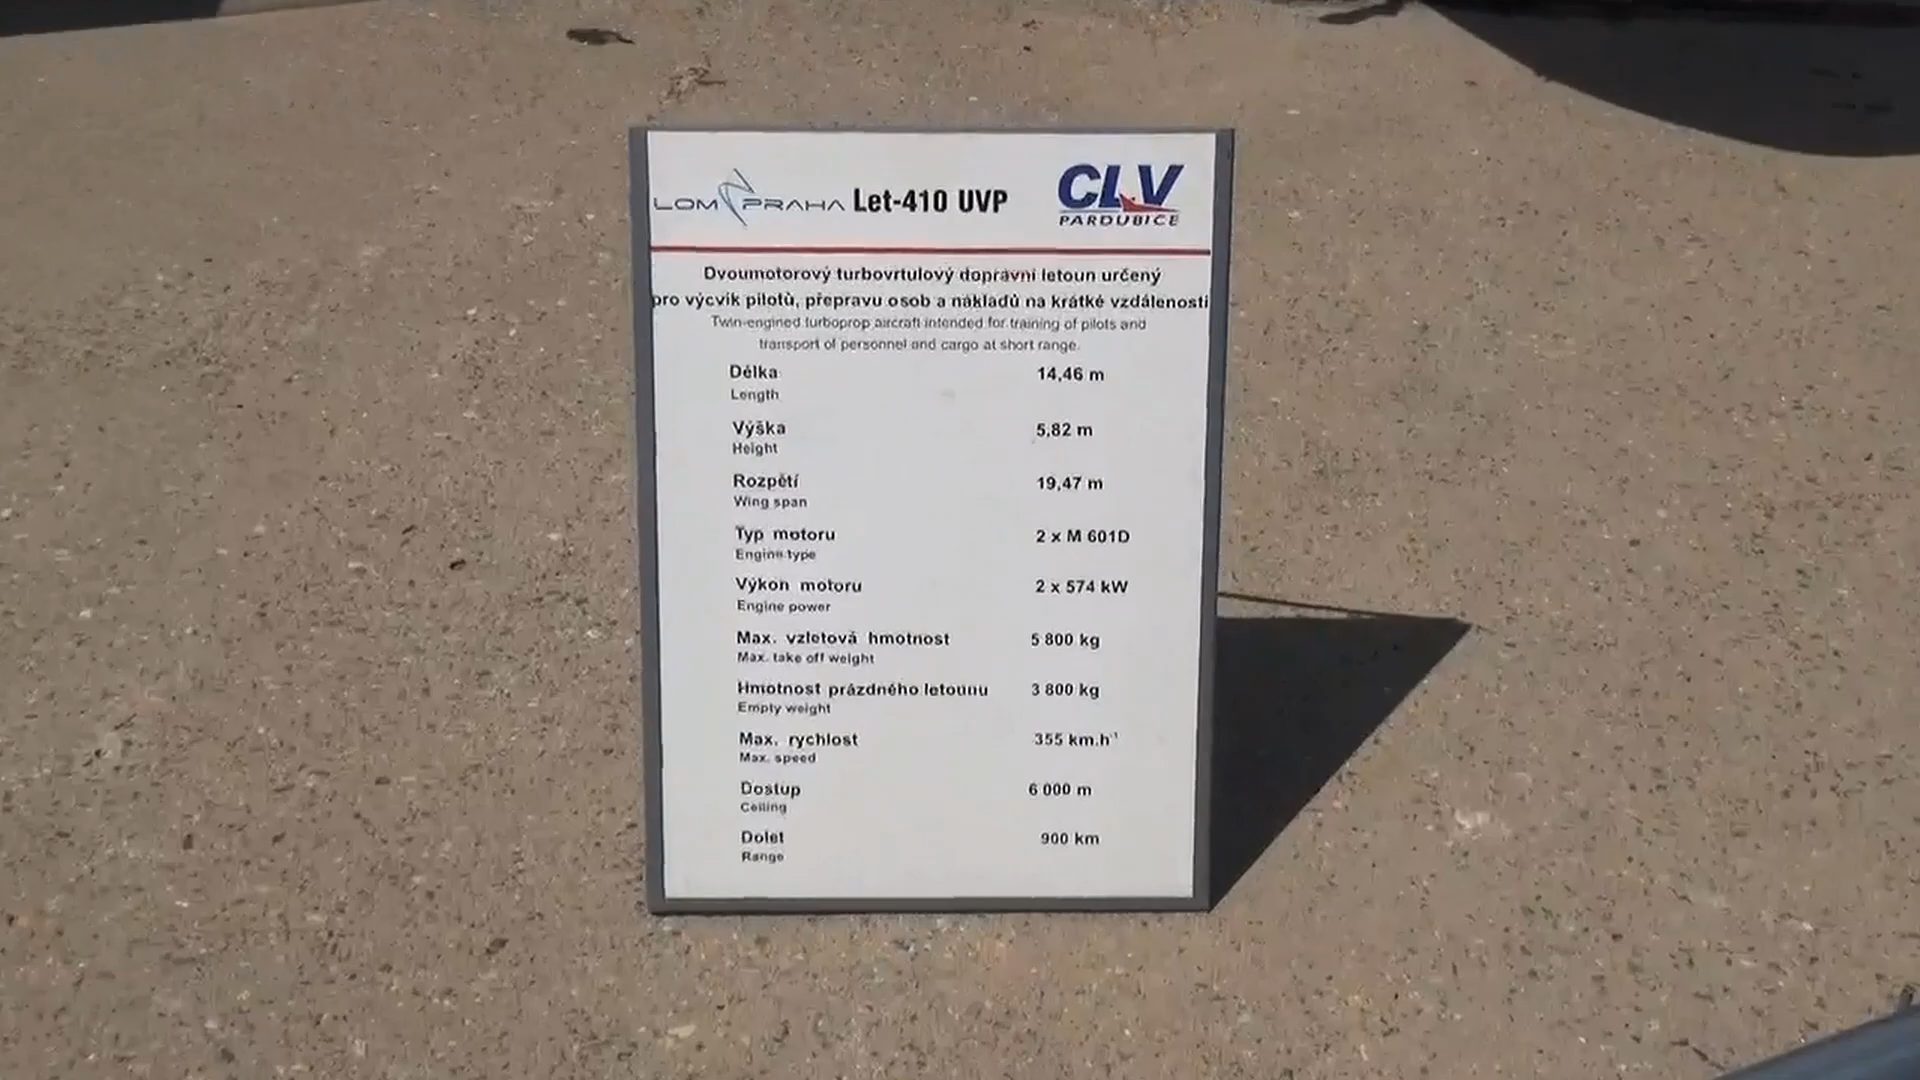 LOM PRAHA Let-410 UVP CLV PARDUBICE
Dvoumotorový turbovrtulový dopravní letoun určený
pro výcvik pilotů, přepravu osob a nákladů na krátké vzdálenosti
Twin-engined turboprop aircraft intended for training of pilots and
transport of personnel and cargo at short range.
Délka 14,46 m
Length
Výška 5,82 m
Height
Rozpětí 19,47 m
Wing span
Typ motoru 2 x M 601D
Engine type
Výkon motoru 2 x 574 kW
Engine power
Max. vzletová hmotnost 5 800 kg
Max. take off weight
Hmotnost prázdného letounu 3 800 kg
Empty weight
Max. rychlost 355 km.h⁻¹
Max. speed
Dostup 6 000 m
Ceiling
Dolet 900 km
Range